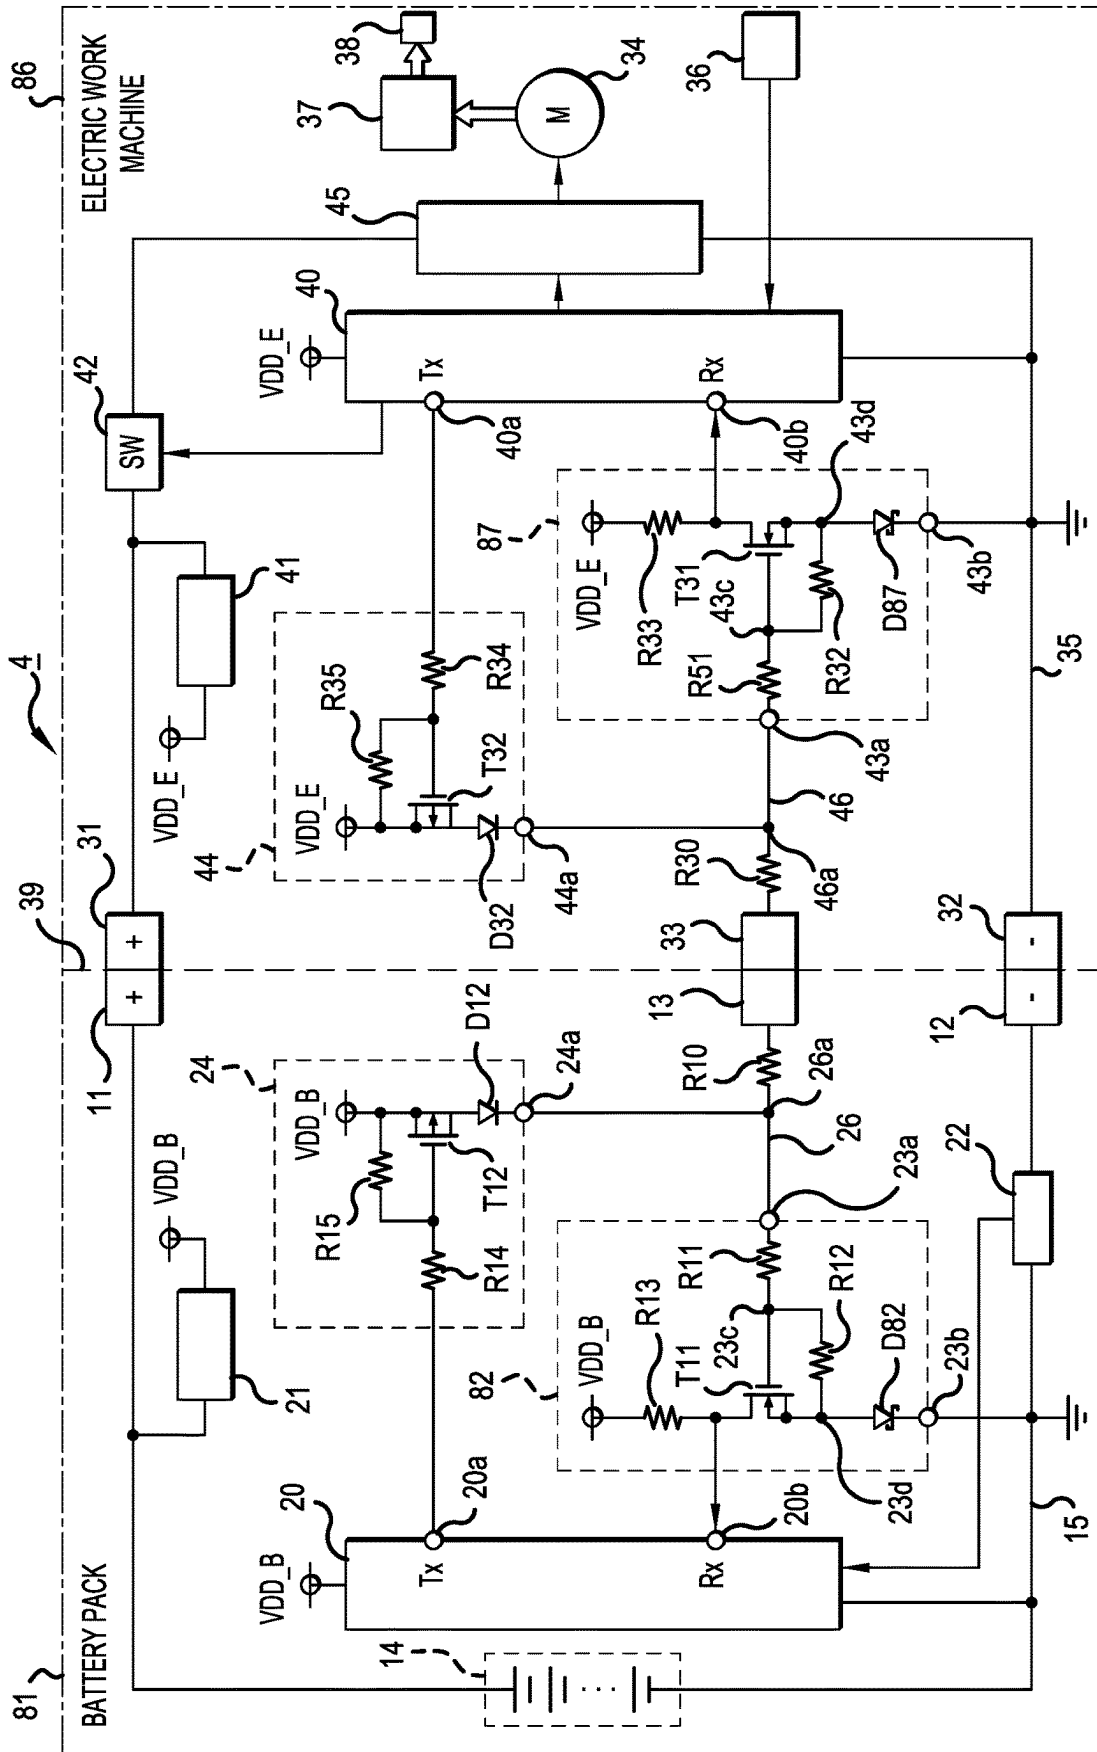 81
4
86
BATTERY PACK
ELECTRIC WORK
MACHINE
11
39
31
+
+
SW
42
21
VDD_B
VDD_E
41
VDD_B
20
24
VDD_B
44
VDD_E
VDD_E
40
45
37
38
R15
R35
Tx
20a
R14
T12
D12
24a
D32
44a
T32
R34
40a
Tx
M
34
14
82
VDD_B
R13
VDD_E
87
R33
Rx
20b
T11
23c
R11
R10
13
33
R30
R51
43c
T31
40b
Rx
36
23a
26
26a
46a
46
43a
R12
R32
23d
D82
23b
D87
43b
43d
22
15
12
-
-
32
35